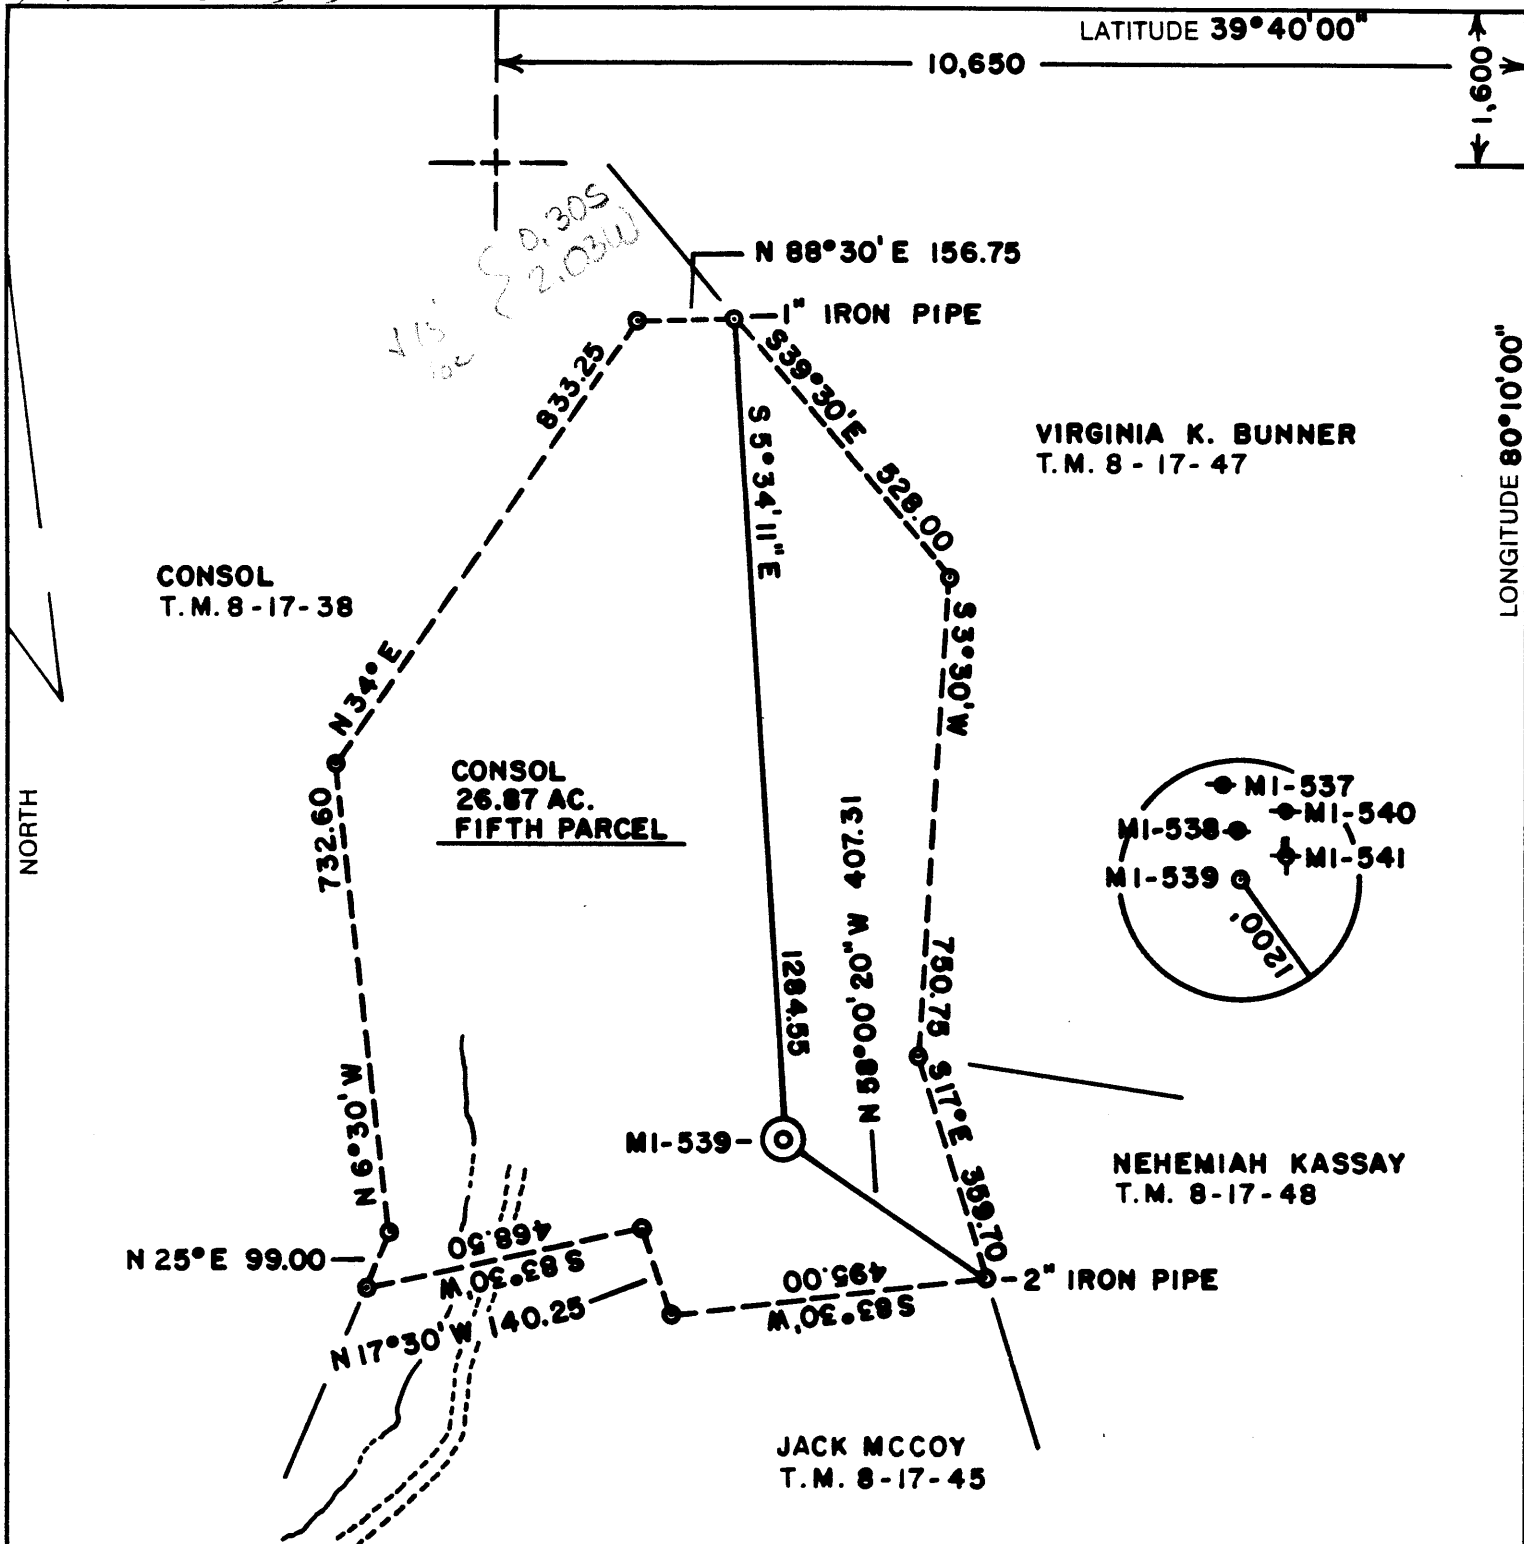 LATITUDE 39°40'00"
10,650
1,600
0.30S
2.03W
N 88°30' E 156.75
1" IRON PIPE
833.25
S39°30'E 528.00
S 5°34'11" E 1284.55
VIRGINIA K. BUNNER
T.M. 8 - 17- 47
LONGITUDE 80°10'00"
CONSOL
T.M. 8-17-38
N 34° E
S 3°30' W 750.75
CONSOL
26.87 AC.
FIFTH PARCEL
732.60
NORTH
MI-537
MI-540
MI-538
MI-541
MI-539
1200'
N 58°00'20" W 407.31
N 6°30' W
MI-539
S17°E 359.70
NEHEMIAH KASSAY
T.M. 8-17-48
N 25° E 99.00
468.50
S 83°30' W
495.00
S83°30'W
2" IRON PIPE
N 17°30' W 140.25
JACK MCCOY
T.M. 8-17-45